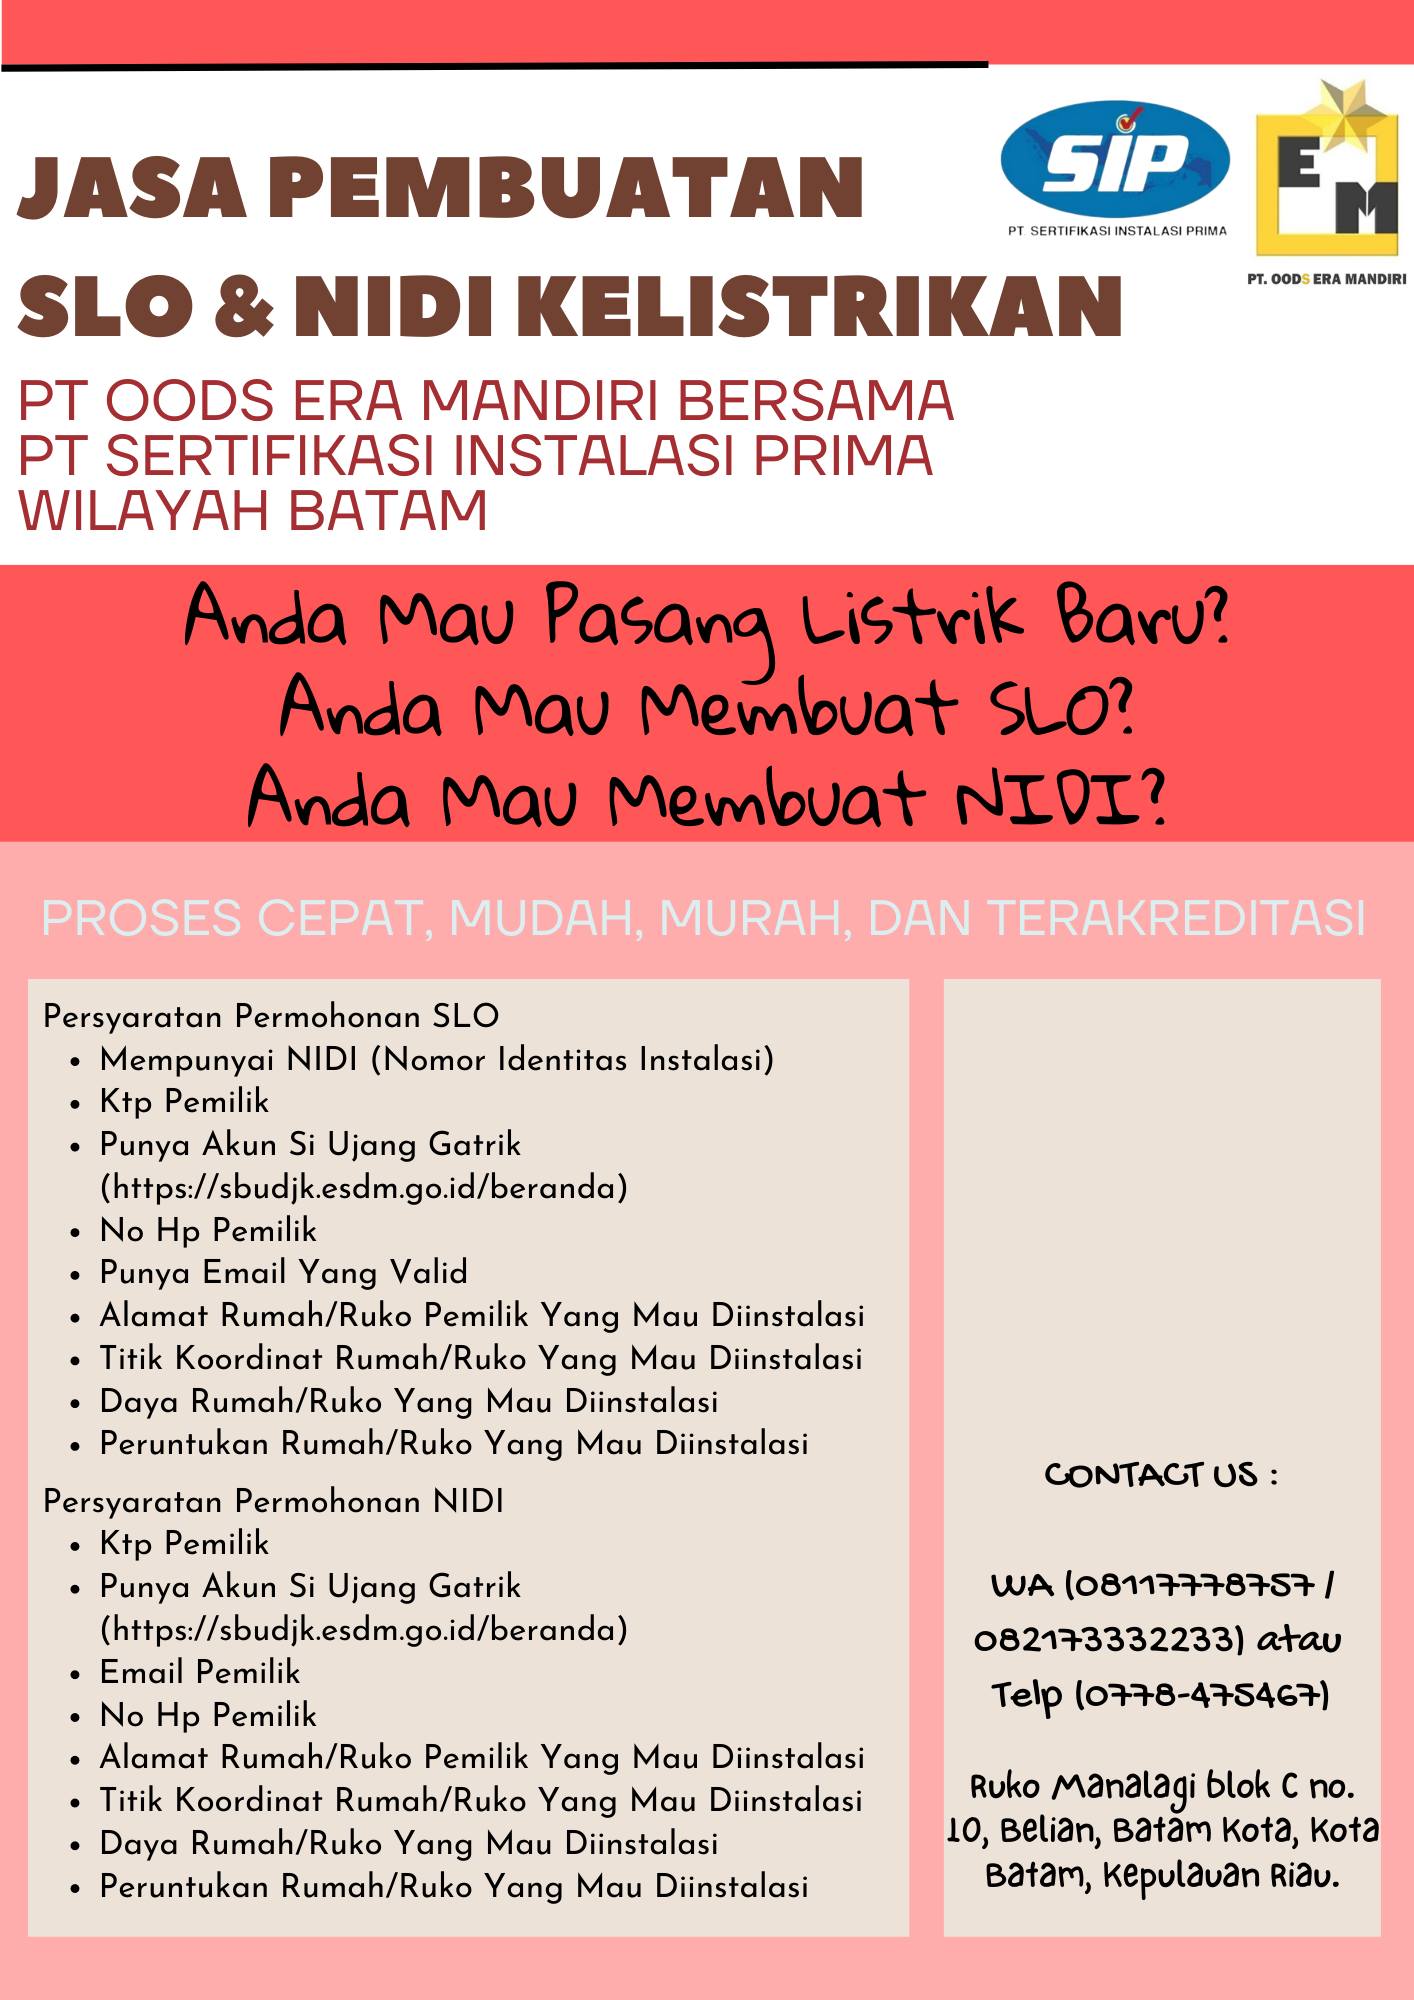 SIP
PT. SERTIFIKASI INSTALASI PRIMA
EM
PT. OODS ERA MANDIRI
JASA PEMBUATAN
SLO & NIDI KELISTRIKAN
PT OODS ERA MANDIRI BERSAMA
PT SERTIFIKASI INSTALASI PRIMA
WILAYAH BATAM
Anda Mau Pasang Listrik Baru?
Anda Mau Membuat SLO?
Anda Mau Membuat NIDI?
PROSES CEPAT, MUDAH, MURAH, DAN TERAKREDITASI
Persyaratan Permohonan SLO
• Mempunyai NIDI (Nomor Identitas Instalasi)
• Ktp Pemilik
• Punya Akun Si Ujang Gatrik
(https://sbudjk.esdm.go.id/beranda)
• No Hp Pemilik
• Punya Email Yang Valid
• Alamat Rumah/Ruko Pemilik Yang Mau Diinstalasi
• Titik Koordinat Rumah/Ruko Yang Mau Diinstalasi
• Daya Rumah/Ruko Yang Mau Diinstalasi
• Peruntukan Rumah/Ruko Yang Mau Diinstalasi
Persyaratan Permohonan NIDI
• Ktp Pemilik
• Punya Akun Si Ujang Gatrik
(https://sbudjk.esdm.go.id/beranda)
• Email Pemilik
• No Hp Pemilik
• Alamat Rumah/Ruko Pemilik Yang Mau Diinstalasi
• Titik Koordinat Rumah/Ruko Yang Mau Diinstalasi
• Daya Rumah/Ruko Yang Mau Diinstalasi
• Peruntukan Rumah/Ruko Yang Mau Diinstalasi
CONTACT US :
WA (08117778757 /
082173332233) atau
Telp (0778-475467)
Ruko Manalagi blok C no.
10, Belian, Batam Kota, Kota
Batam, Kepulauan Riau.